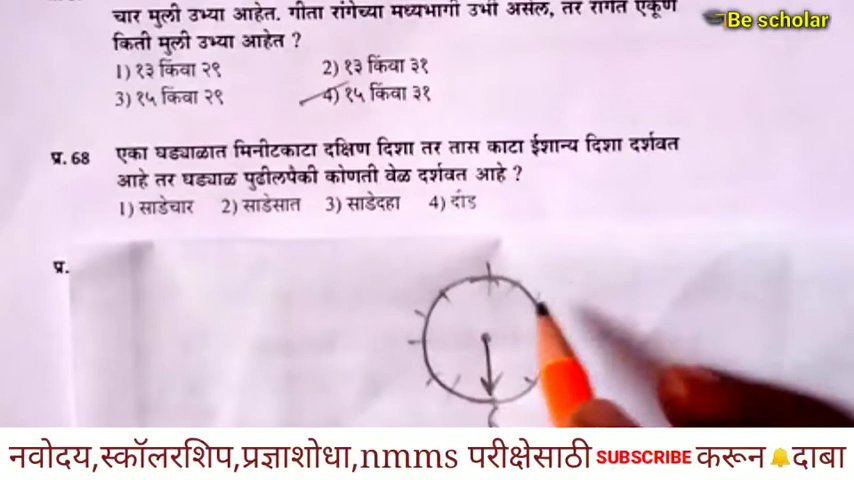 चार मुली उभ्या आहेत. गीता रांगेच्या मध्यभागी उभी असेल, तर रांगेत एकूण
Be scholar
किती मुली उभ्या आहेत ?
1) १३ किंवा २९ 2) १३ किंवा ३१
3) १५ किंवा २९ 4) १५ किंवा ३१
प्र. 68 एका घड्याळात मिनीटकाटा दक्षिण दिशा तर तास काटा ईशान्य दिशा दर्शवत
आहे तर घड्याळ पुढीलपैकी कोणती वेळ दर्शवत आहे ?
1) साडेचार 2) साडेसात 3) साडेदहा 4) दीड
प्र.
नवोदय,स्कॉलरशिप,प्रज्ञाशोधा,nmms परीक्षेसाठी SUBSCRIBE करून दाबा